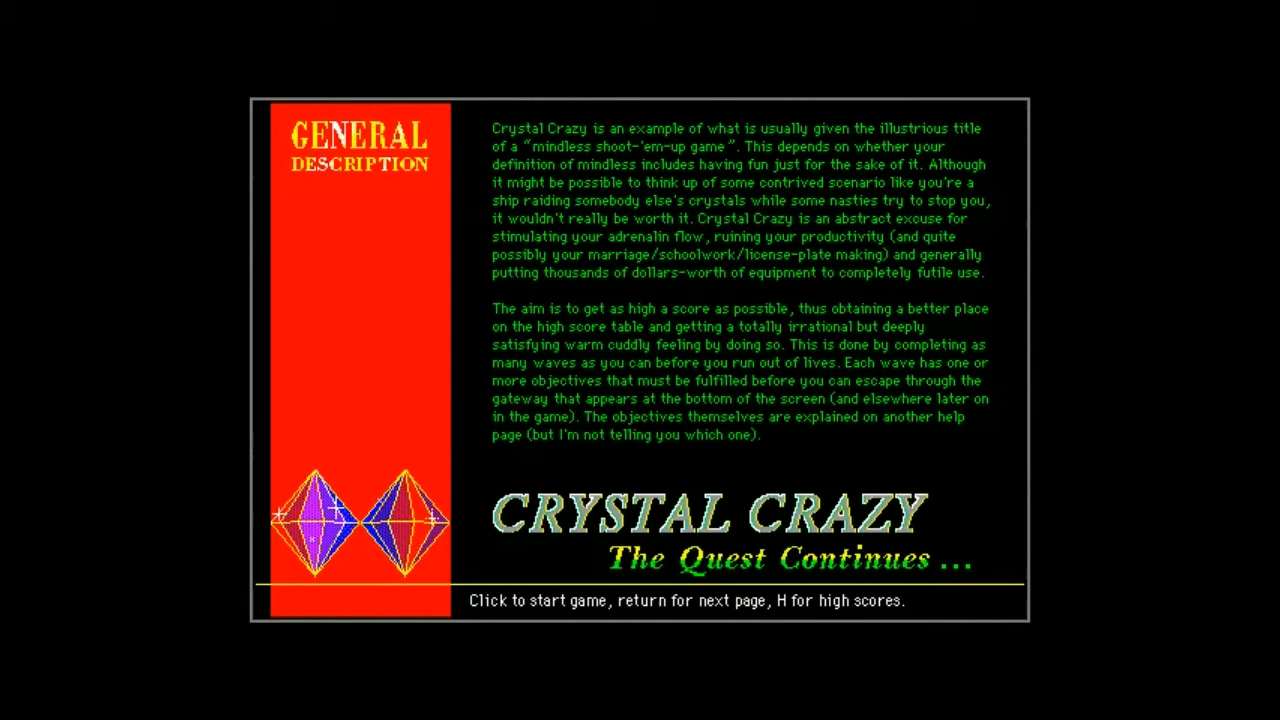 GENERAL
DESCRIPTION
Crystal Crazy is an example of what is usually given the illustrious title
of a “mindless shoot-'em-up game”. This depends on whether your
definition of mindless includes having fun just for the sake of it. Although
it might be possible to think up of some contrived scenario like you're a
ship raiding somebody else's crystals while some nasties try to stop you,
it wouldn't really be worth it. Crystal Crazy is an abstract excuse for
stimulating your adrenalin flow, ruining your productivity (and quite
possibly your marriage/schoolwork/license-plate making) and generally
putting thousands of dollars-worth of equipment to completely futile use.
The aim is to get as high a score as possible, thus obtaining a better place
on the high score table and getting a totally irrational but deeply
satisfying warm cuddly feeling by doing so. This is done by completing as
many waves as you can before you run out of lives. Each wave has one or
more objectives that must be fulfilled before you can escape through the
gateway that appears at the bottom of the screen (and elsewhere later on
in the game). The objectives themselves are explained on another help
page (but I'm not telling you which one).
CRYSTAL CRAZY
The Quest Continues ...
Click to start game, return for next page, H for high scores.